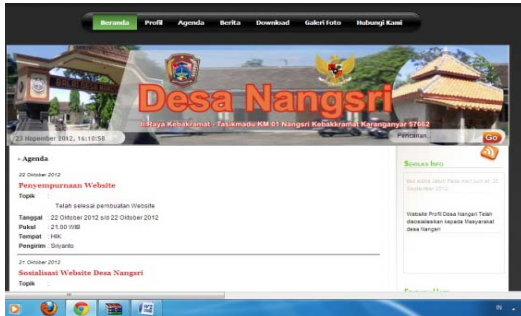 Beranda Profil Agenda Berita Download Galeri Foto Hubungi Kami
Desa Nangsri
Jl. Raya Kebakkramat - Tasikmadu KM 01 Nangsri Kebakkramat Karanganyar 57662
23 Nopember 2012, 14:10:58
Pencarian..
Go
» Agenda
22 Oktober 2012
Penyempurnaan Website
Topik :
Telah selesai pembuatan Website
Tanggal : 22 Oktober 2012 s/d 22 Oktober 2012
Pukul : 21.00 WIB
Tempat : HIK
Pengirim : Sriyanto
21 Oktober 2012
Sosialisasi Website Desa Nangsri
Topik :
Sekilas Info
Website Profil Desa Nangsri Telah
disosialisasikan kepada Masyarakat
desa Nangsri
IN